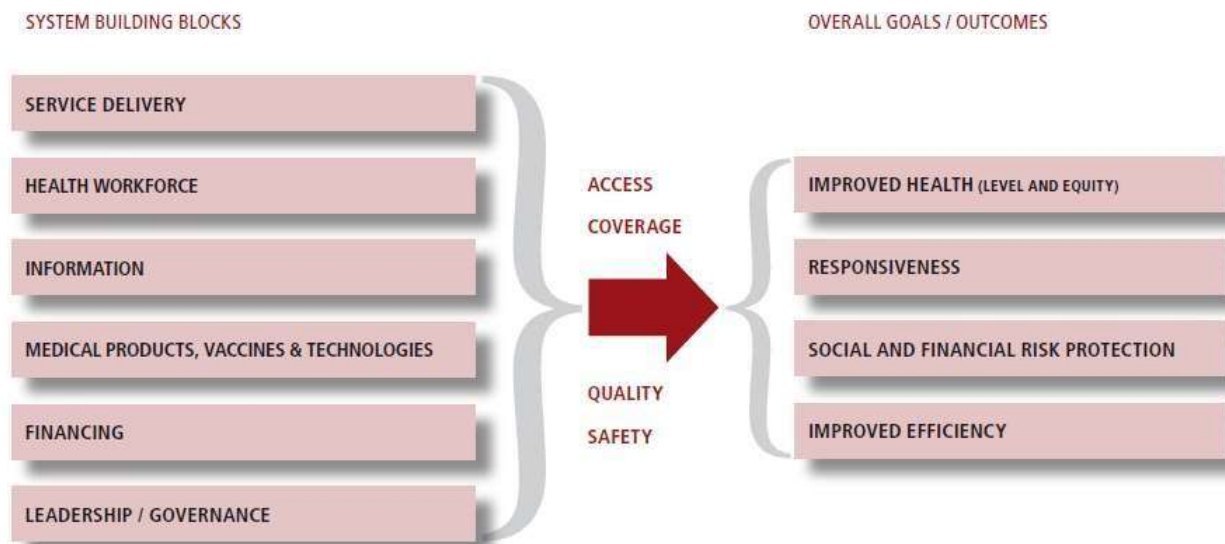 SYSTEM BUILDING BLOCKS
SERVICE DELIVERY
HEALTH WORKFORCE
INFORMATION
MEDICAL PRODUCTS, VACCINES & TECHNOLOGIES
FINANCING
LEADERSHIP / GOVERNANCE
ACCESS
COVERAGE
QUALITY
SAFETY
OVERALL GOALS / OUTCOMES
IMPROVED HEALTH (LEVEL AND EQUITY)
RESPONSIVENESS
SOCIAL AND FINANCIAL RISK PROTECTION
IMPROVED EFFICIENCY